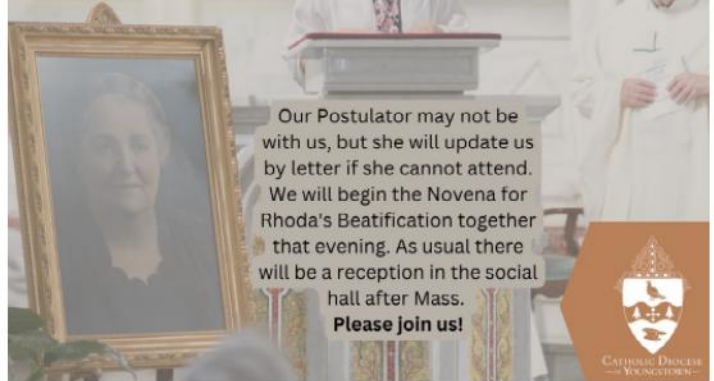 Our Postulator may not be
with us, but she will update us
by letter if she cannot attend.
We will begin the Novena for
Rhoda's Beatification together
that evening. As usual there
will be a reception in the social
hall after Mass.
Please join us!
CATHOLIC DIOCESE
OF YOUNGSTOWN